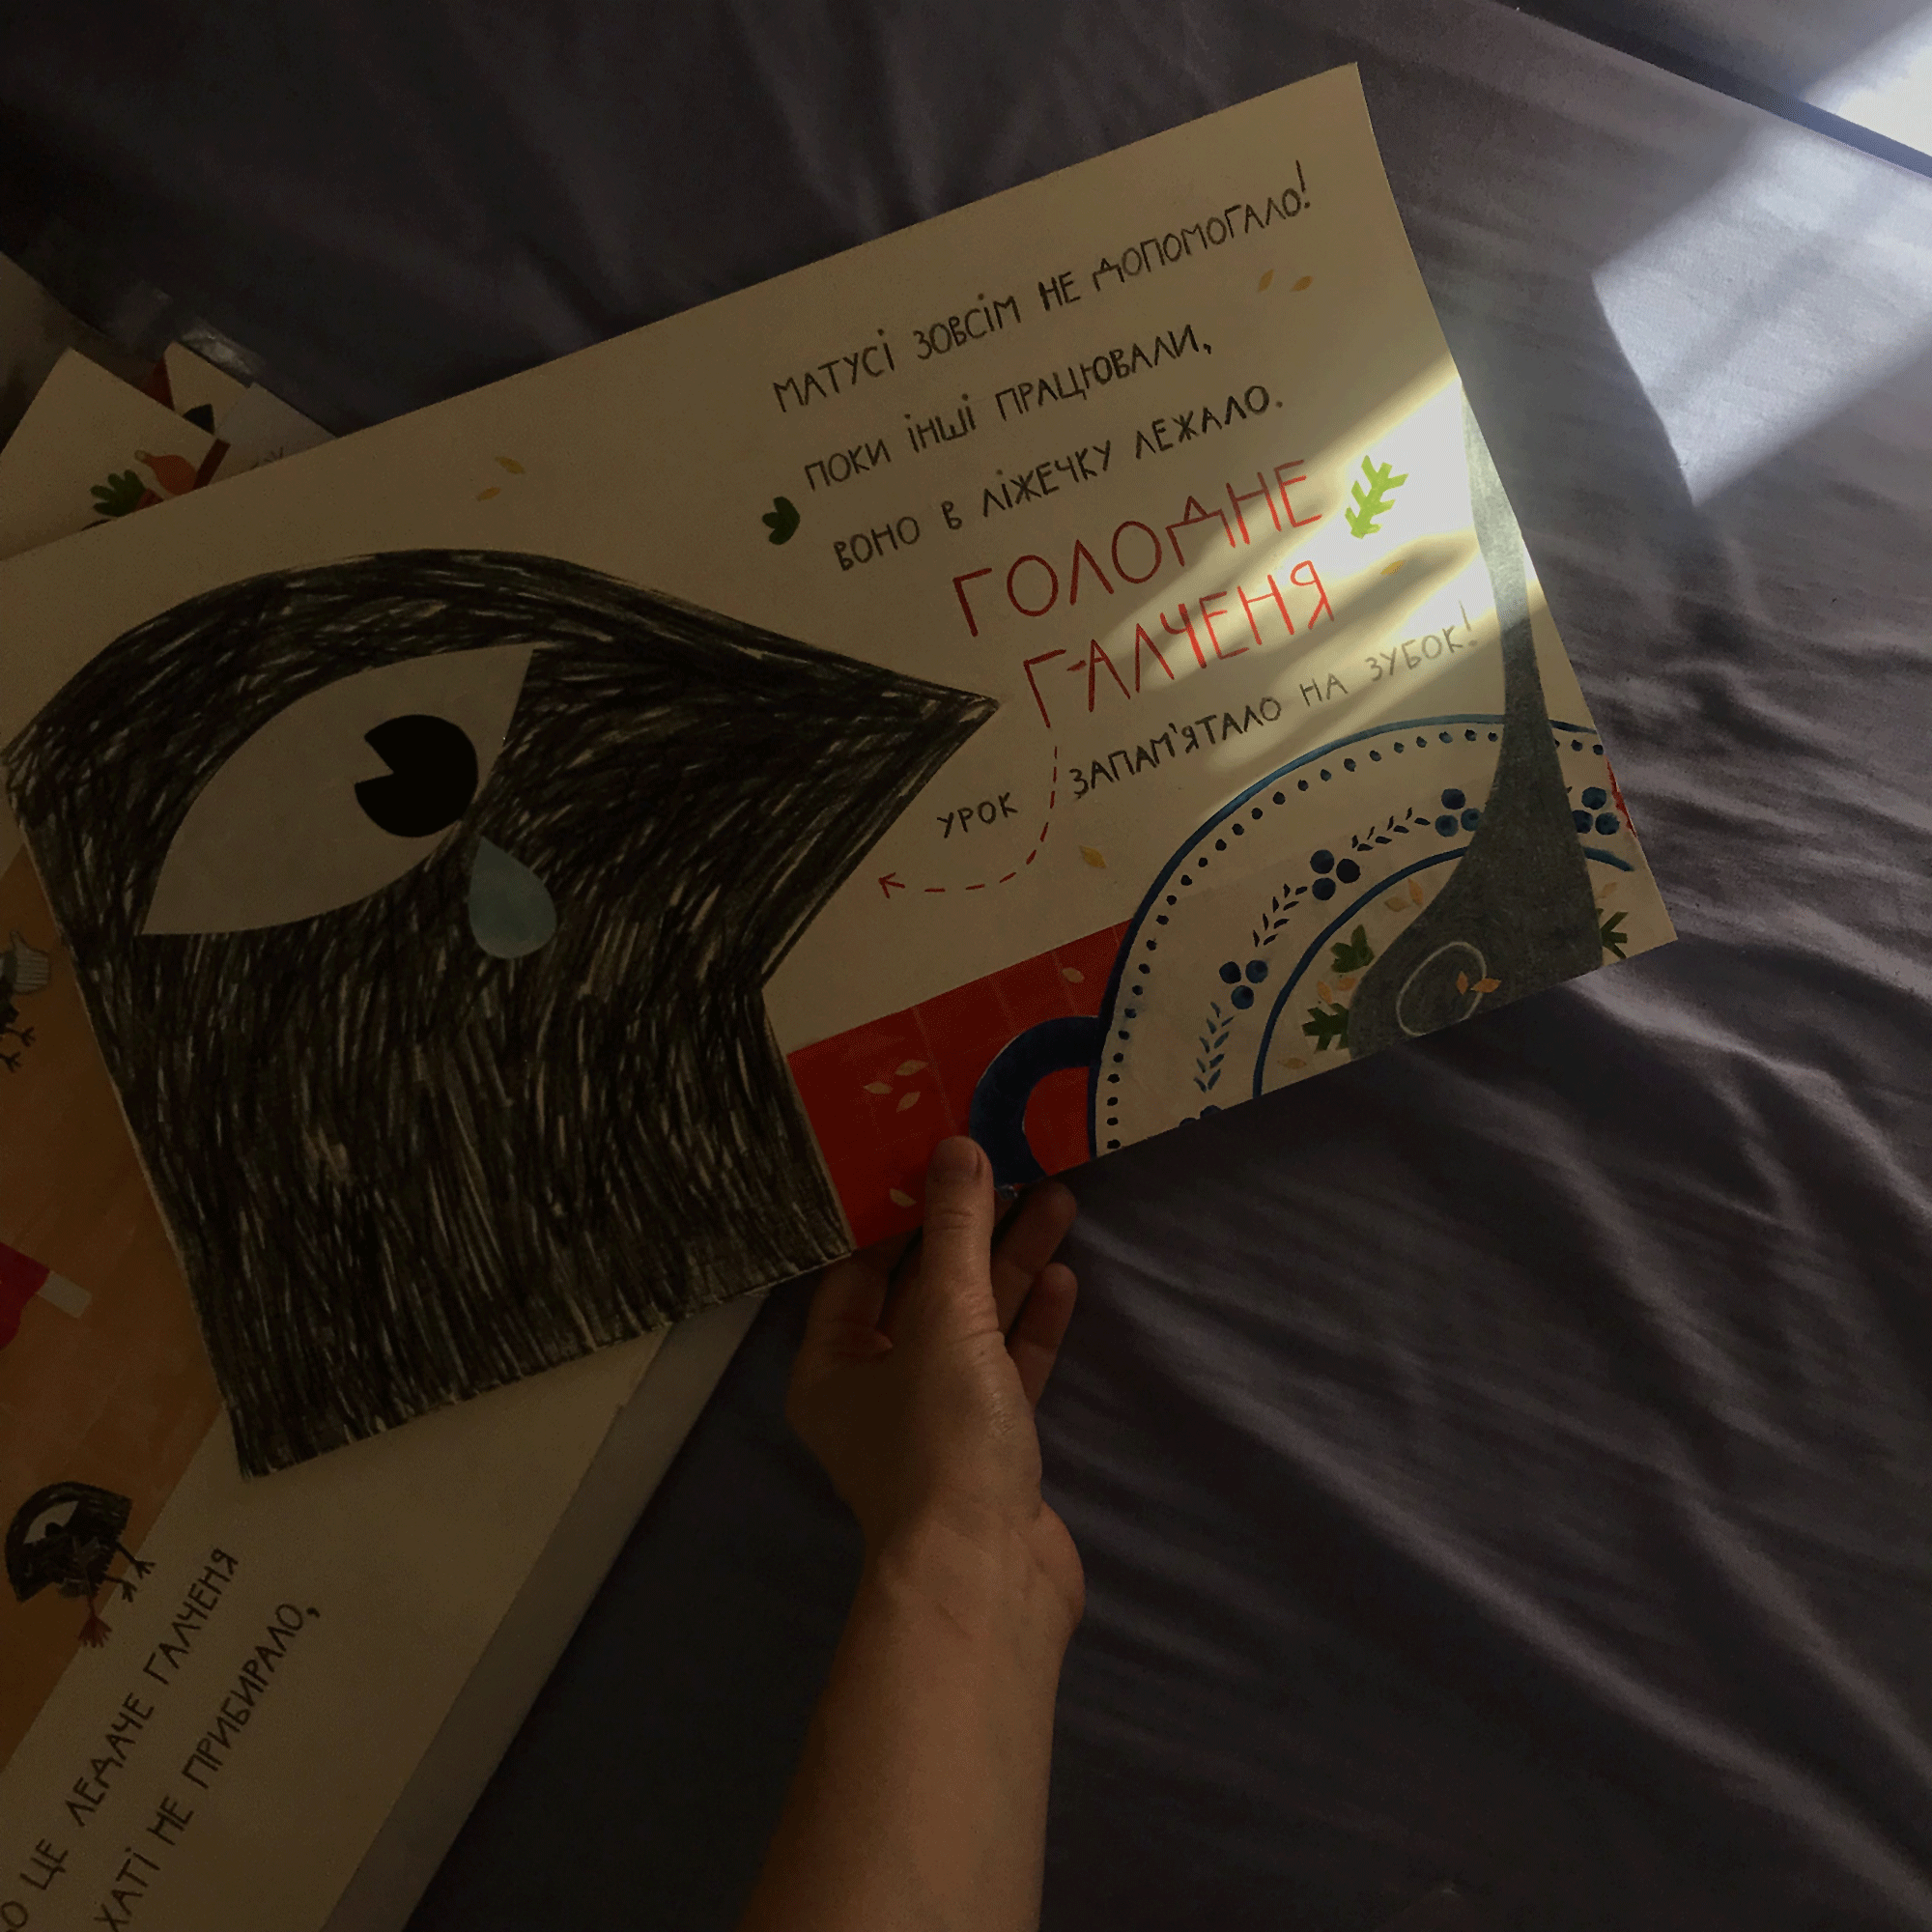 МАТУСІ ЗОВСІМ НЕ ДОПОМОГАЛО!
ПОКИ ІНШІ ПРАЦЮВАЛИ,
ВОНО В ЛІЖЕЧКУ ЛЕЖАЛО.
ГОЛОДНЕ
ГАЛЧЕНЯ
УРОК ЗАПАМ'ЯТАЛО НА ЗУБОК!
ЦЕ ЛЕДАЧЕ ГАЛЧЕНЯ
ХАТІ НЕ ПРИБИРАЛО,